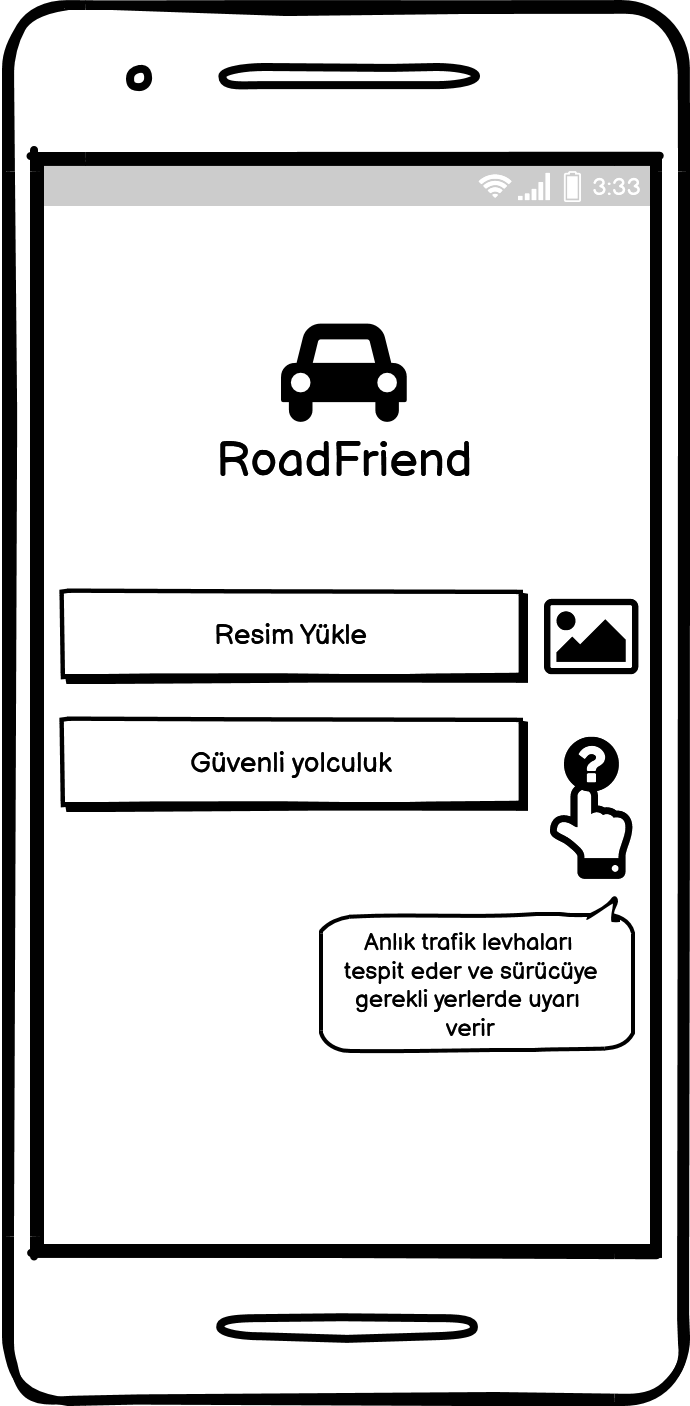 3:33
RoadFriend
Resim Yükle
Güvenli yolculuk
?
Anlık trafik levhaları
tespit eder ve sürücüye
gerekli yerlerde uyarı
verir